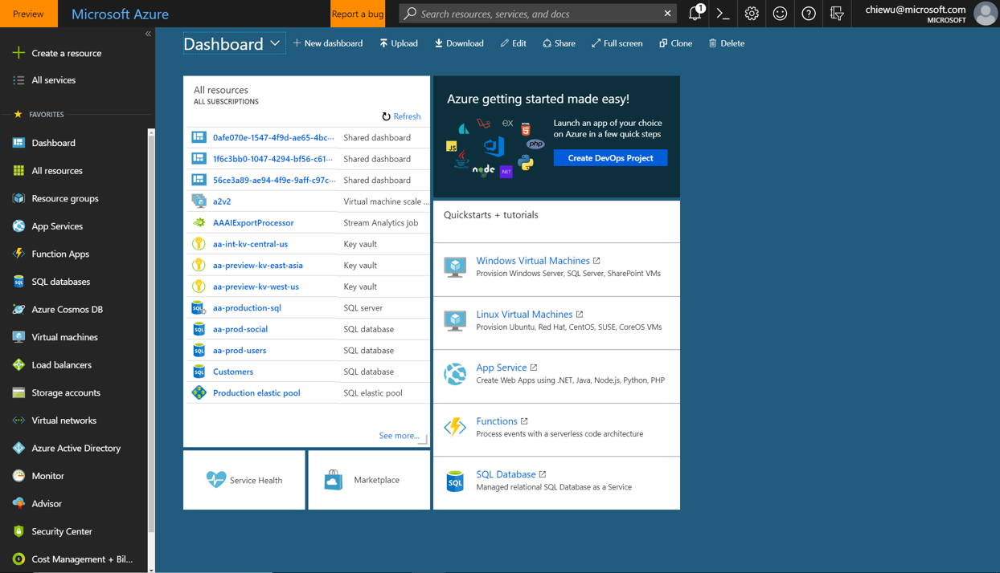 Preview
Microsoft Azure
Report a bug
Search resources, services, and docs
1
chiewu@microsoft.com
MICROSOFT
Create a resource
All services
FAVORITES
Dashboard
All resources
Resource groups
App Services
Function Apps
SQL databases
Azure Cosmos DB
Virtual machines
Load balancers
Storage accounts
Virtual networks
Azure Active Directory
Monitor
Advisor
Security Center
Cost Management + Bil...
Dashboard
New dashboard
Upload
Download
Edit
Share
Full screen
Clone
Delete
All resources
ALL SUBSCRIPTIONS
Refresh
0afe070e-1547-4f9d-ae65-4bc... Shared dashboard
1f6c3bb0-1047-4294-bf56-c61... Shared dashboard
56ce3a89-ae94-4f9e-9aff-c97c... Shared dashboard
a2v2 Virtual machine scale ...
AAAIExportProcessor Stream Analytics job
aa-int-kv-central-us Key vault
aa-preview-kv-east-asia Key vault
aa-preview-kv-west-us Key vault
aa-production-sql SQL server
aa-prod-social SQL database
aa-prod-users SQL database
Customers SQL database
Production elastic pool SQL elastic pool
See more...
Service Health
Marketplace
Azure getting started made easy!
Launch an app of your choice
on Azure in a few quick steps
Create DevOps Project
EX
JS
php
node
.NET
Quickstarts + tutorials
Windows Virtual Machines
Provision Windows Server, SQL Server, SharePoint VMs
Linux Virtual Machines
Provision Ubuntu, Red Hat, CentOS, SUSE, CoreOS VMs
App Service
Create Web Apps using .NET, Java, Node.js, Python, PHP
Functions
Process events with a serverless code architecture
SQL
SQL Database
Managed relational SQL Database as a Service